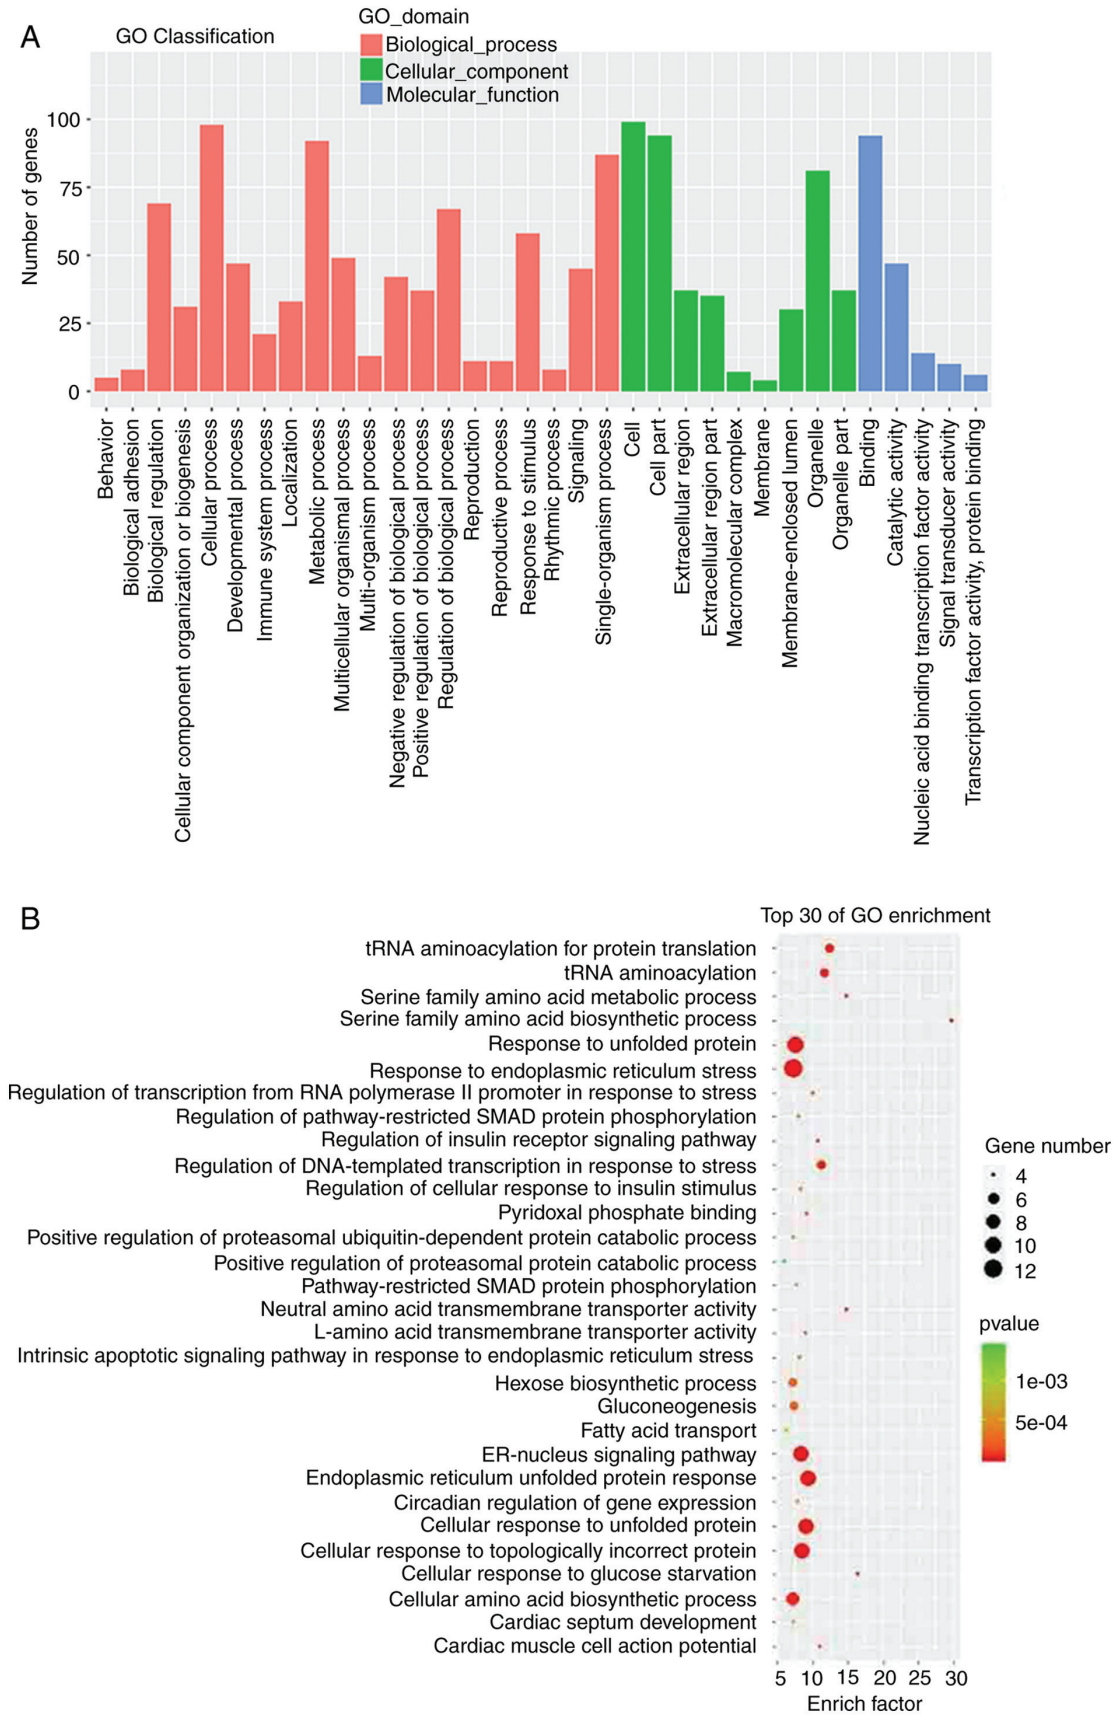 A
GO Classification
GO_domain
Biological_process
Cellular_component
Molecular_function
Number of genes
100
75
50
25
0
Behavior
Biological adhesion
Biological regulation
Cellular component organization or biogenesis
Cellular process
Developmental process
Immune system process
Localization
Metabolic process
Multicellular organismal process
Multi-organism process
Negative regulation of biological process
Positive regulation of biological process
Regulation of biological process
Reproduction
Reproductive process
Response to stimulus
Rhythmic process
Signaling
Single-organism process
Cell
Cell part
Extracellular region
Extracellular region part
Macromolecular complex
Membrane
Membrane-enclosed lumen
Organelle
Organelle part
Binding
Catalytic activity
Nucleic acid binding transcription factor activity
Signal transducer activity
Transcription factor activity, protein binding
B
Top 30 of GO enrichment
tRNA aminoacylation for protein translation
tRNA aminoacylation
Serine family amino acid metabolic process
Serine family amino acid biosynthetic process
Response to unfolded protein
Response to endoplasmic reticulum stress
Regulation of transcription from RNA polymerase II promoter in response to stress
Regulation of pathway-restricted SMAD protein phosphorylation
Regulation of insulin receptor signaling pathway
Regulation of DNA-templated transcription in response to stress
Regulation of cellular response to insulin stimulus
Pyridoxal phosphate binding
Positive regulation of proteasomal ubiquitin-dependent protein catabolic process
Positive regulation of proteasomal protein catabolic process
Pathway-restricted SMAD protein phosphorylation
Neutral amino acid transmembrane transporter activity
L-amino acid transmembrane transporter activity
Intrinsic apoptotic signaling pathway in response to endoplasmic reticulum stress
Hexose biosynthetic process
Gluconeogenesis
Fatty acid transport
ER-nucleus signaling pathway
Endoplasmic reticulum unfolded protein response
Circadian regulation of gene expression
Cellular response to unfolded protein
Cellular response to topologically incorrect protein
Cellular response to glucose starvation
Cellular amino acid biosynthetic process
Cardiac septum development
Cardiac muscle cell action potential
5 10 15 20 25 30
Enrich factor
Gene number
4
6
8
10
12
pvalue
1e-03
5e-04